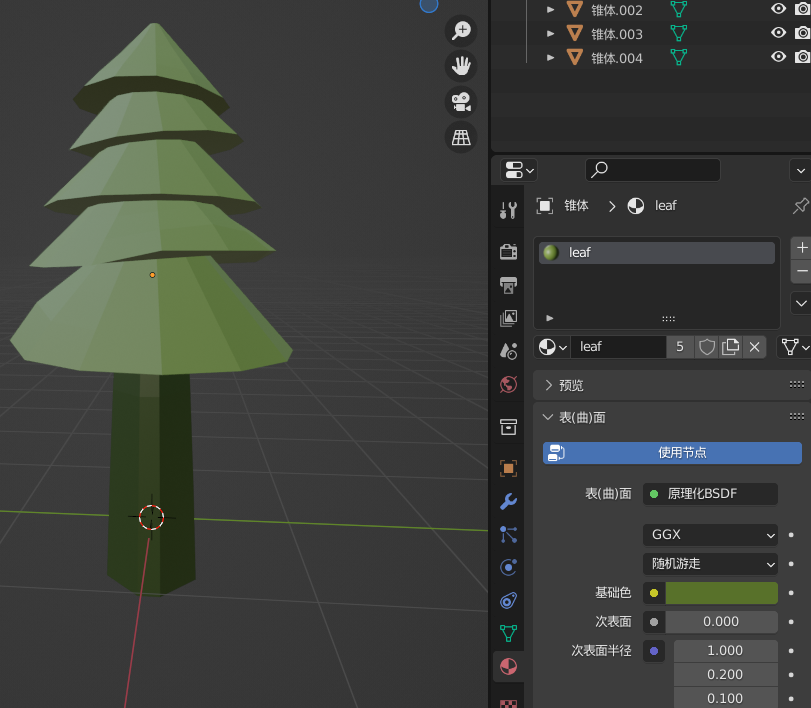 锥体.002
锥体.003
锥体.004
锥体 > leaf
leaf
leaf 5
预览
表(曲)面
使用节点
表(曲)面 原理化BSDF
GGX
随机游走
基础色
次表面 0.000
次表面半径 1.000
0.200
0.100